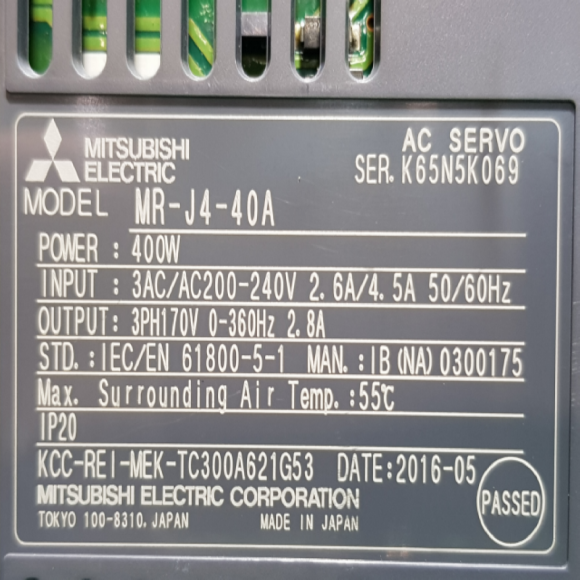 MITSUBISHI
ELECTRIC
AC SERVO
SER. K65N5K069
MODEL MR-J4-40A
POWER : 400W
INPUT : 3AC/AC200-240V 2.6A/4.5A 50/60Hz
OUTPUT: 3PH170V 0-360Hz 2.8A
STD.:IEC/EN 61800-5-1 MAN.:IB(NA)0300175
Max. Surrounding Air Temp.:55℃
IP20
KCC-REI-MEK-TC300A621G53 DATE:2016-05
MITSUBISHI ELECTRIC CORPORATION
TOKYO 100-8310, JAPAN MADE IN JAPAN
PASSED